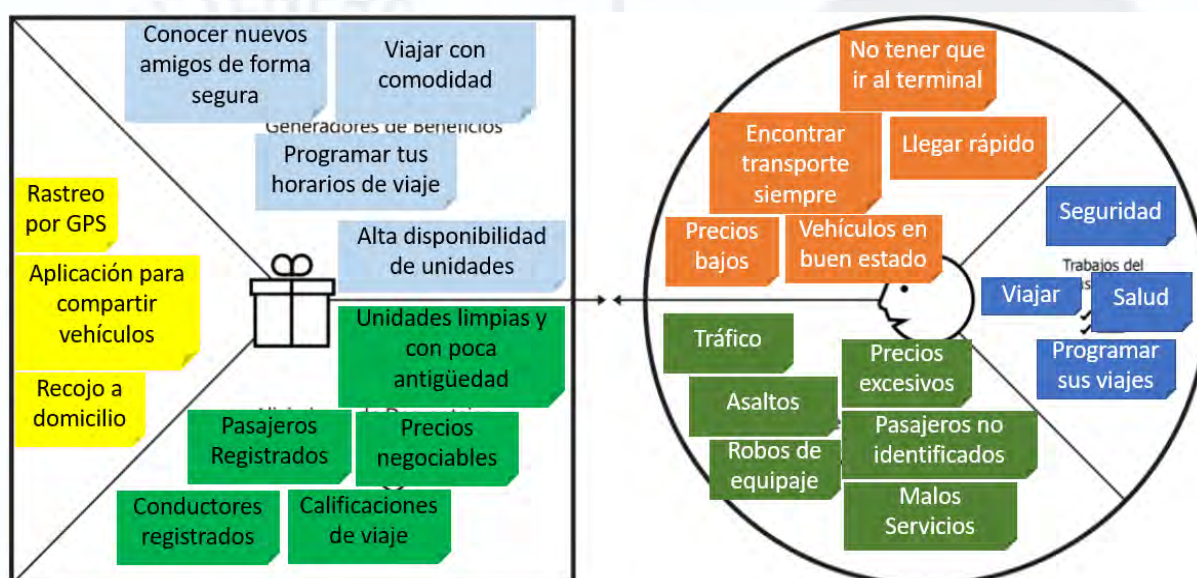 Conocer nuevos
amigos de forma
segura
Viajar con
comodidad
Generadores de Beneficios
Programar tus
horarios de viaje
Alta disponibilidad
de unidades
Rastreo
por GPS
Aplicación para
compartir
vehículos
Recojo a
domicilio
Unidades limpias y
con poca
antigüedad
Pasajeros
Registrados
Precios
negociables
Conductores
registrados
Calificaciones
de viaje
No tener que
ir al terminal
Encontrar
transporte
siempre
Llegar rápido
Precios
bajos
Vehículos en
buen estado
Seguridad
Trabajos del
Viajar
Salud
Programar
sus viajes
Tráfico
Precios
excesivos
Asaltos
Pasajeros no
identificados
Robos de
equipaje
Malos
Servicios